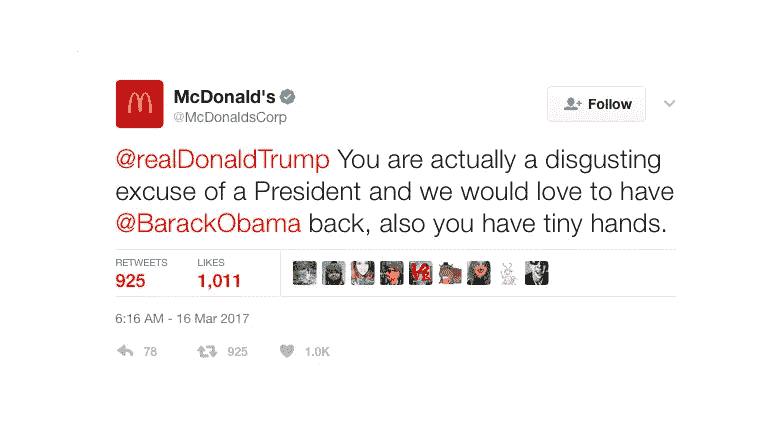 McDonald's
@McDonaldsCorp
Follow
@realDonaldTrump You are actually a disgusting
excuse of a President and we would love to have
@BarackObama back, also you have tiny hands.
RETWEETS LIKES
925 1,011
6:16 AM - 16 Mar 2017
78 925 1.0K